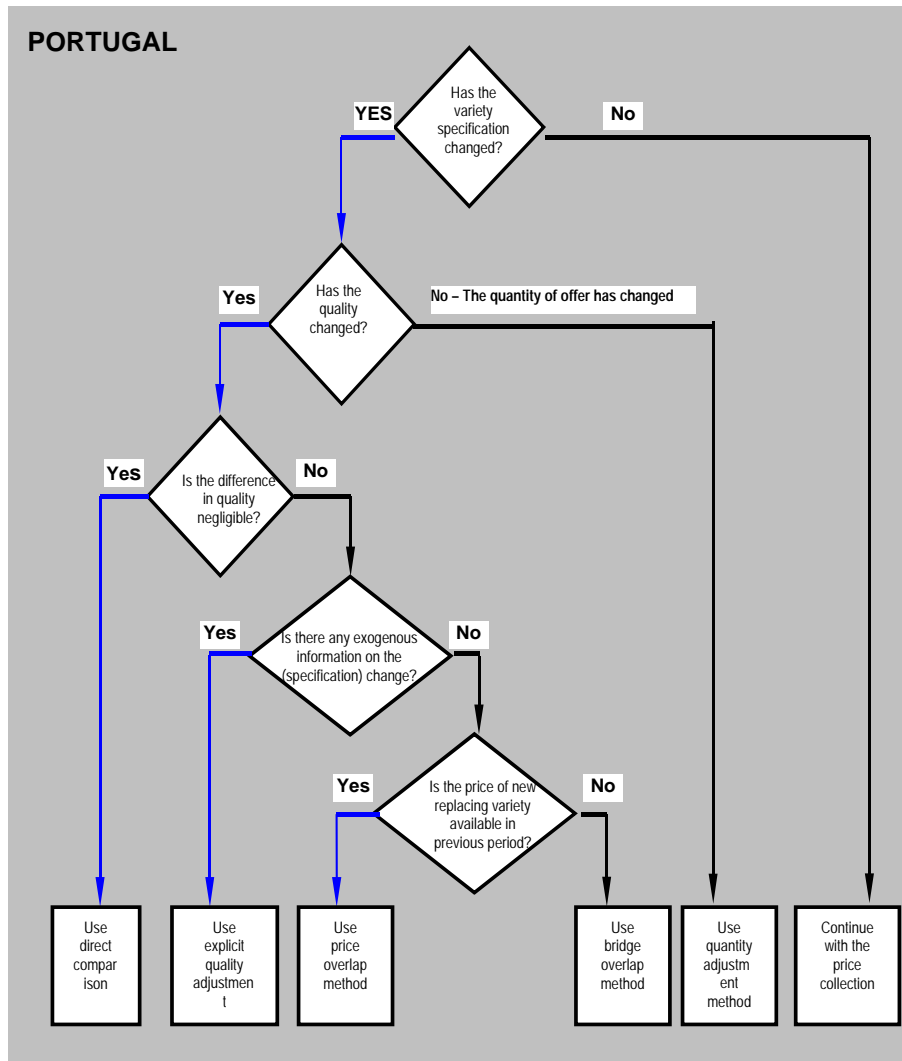 PORTUGAL
Has the
variety
specification
changed?
YES
No
Has the
quality
changed?
Yes
No – The quantity of offer has changed
Is the difference
in quality
negligible?
Yes
No
Is there any exogenous
information on the
(specification) change?
Yes
No
Is the price of new
replacing variety
available in
previous period?
Yes
No
Use
direct
compar
ison
Use
explicit
quality
adjustmen
t
Use
price
overlap
method
Use
bridge
overlap
method
Use
quantity
adjustm
ent
method
Continue
with the
price
collection